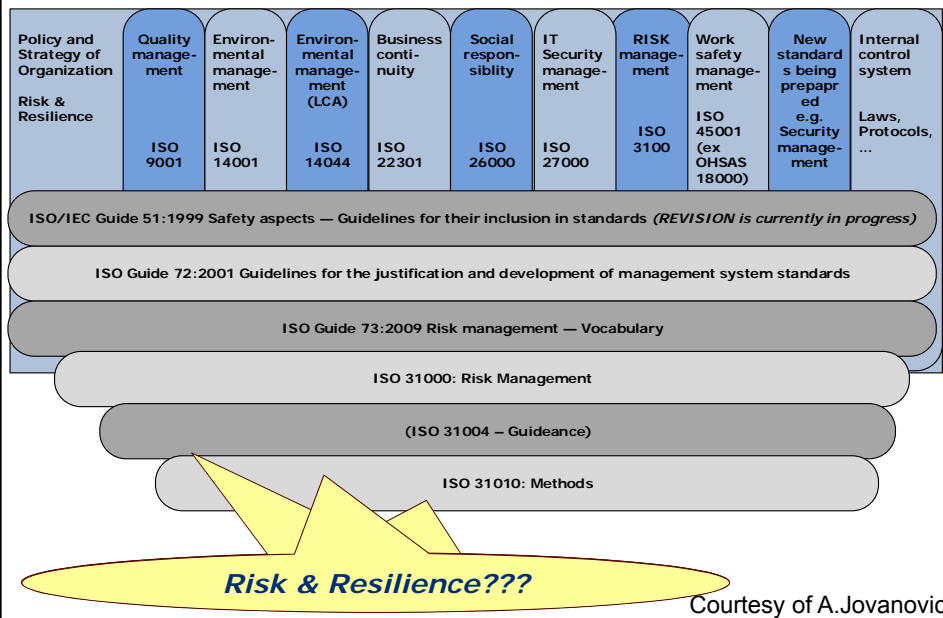 Policy and
Strategy of
Organization
Risk &
Resilience
Quality
manage-
ment
ISO
9001
Environ-
mental
manage-
ment
ISO
14001
Environ-
mental
manage-
ment
(LCA)
ISO
14044
Business
conti-
nuity
ISO
22301
Social
respon-
siblity
ISO
26000
IT
Security
manage-
ment
ISO
27000
RISK
manage-
ment
ISO
3100
Work
safety
manage-
ment
ISO
45001
(ex
OHSAS
18000)
New
standard
s being
prepapr
ed
e.g.
Security
manage-
ment
Internal
control
system
Laws,
Protocols,
...
ISO/IEC Guide 51:1999 Safety aspects — Guidelines for their inclusion in standards (REVISION is currently in progress)
ISO Guide 72:2001 Guidelines for the justification and development of management system standards
ISO Guide 73:2009 Risk management — Vocabulary
ISO 31000: Risk Management
(ISO 31004 – Guideance)
ISO 31010: Methods
Risk & Resilience???
Courtesy of A.Jovanovic